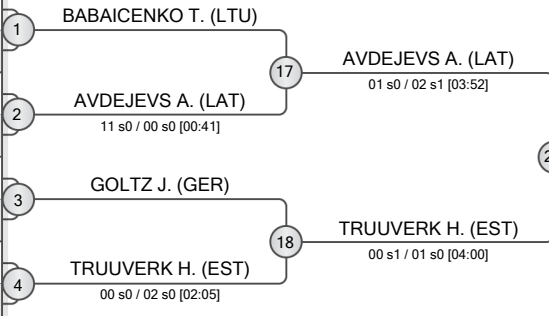 BABAICENKO T. (LTU)
1
17
AVDEJEVS A. (LAT)
01 s0 / 02 s1 [03:52]
AVDEJEVS A. (LAT)
2
11 s0 / 00 s0 [00:41]
GOLTZ J. (GER)
3
18
TRUUVERK H. (EST)
00 s1 / 01 s0 [04:00]
TRUUVERK H. (EST)
4
00 s0 / 02 s0 [02:05]